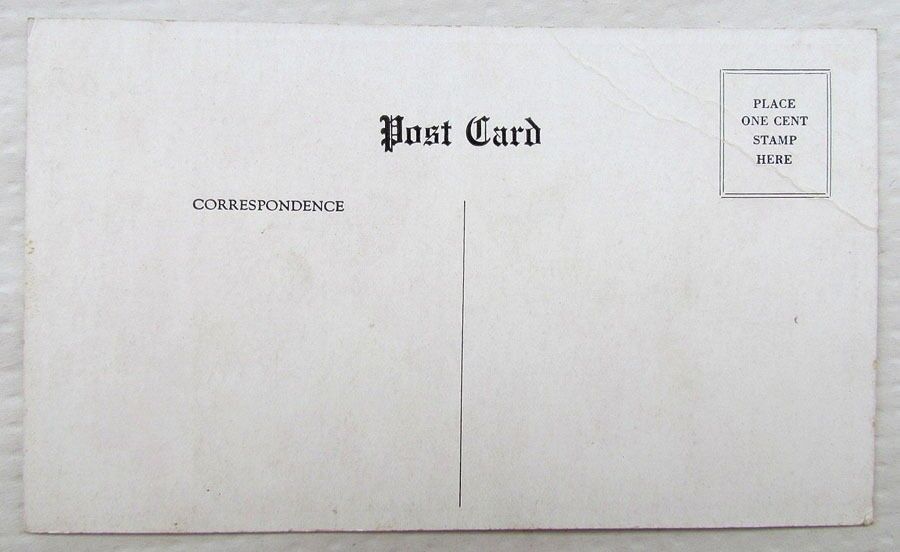 Post Card
PLACE
ONE CENT
STAMP
HERE
CORRESPONDENCE